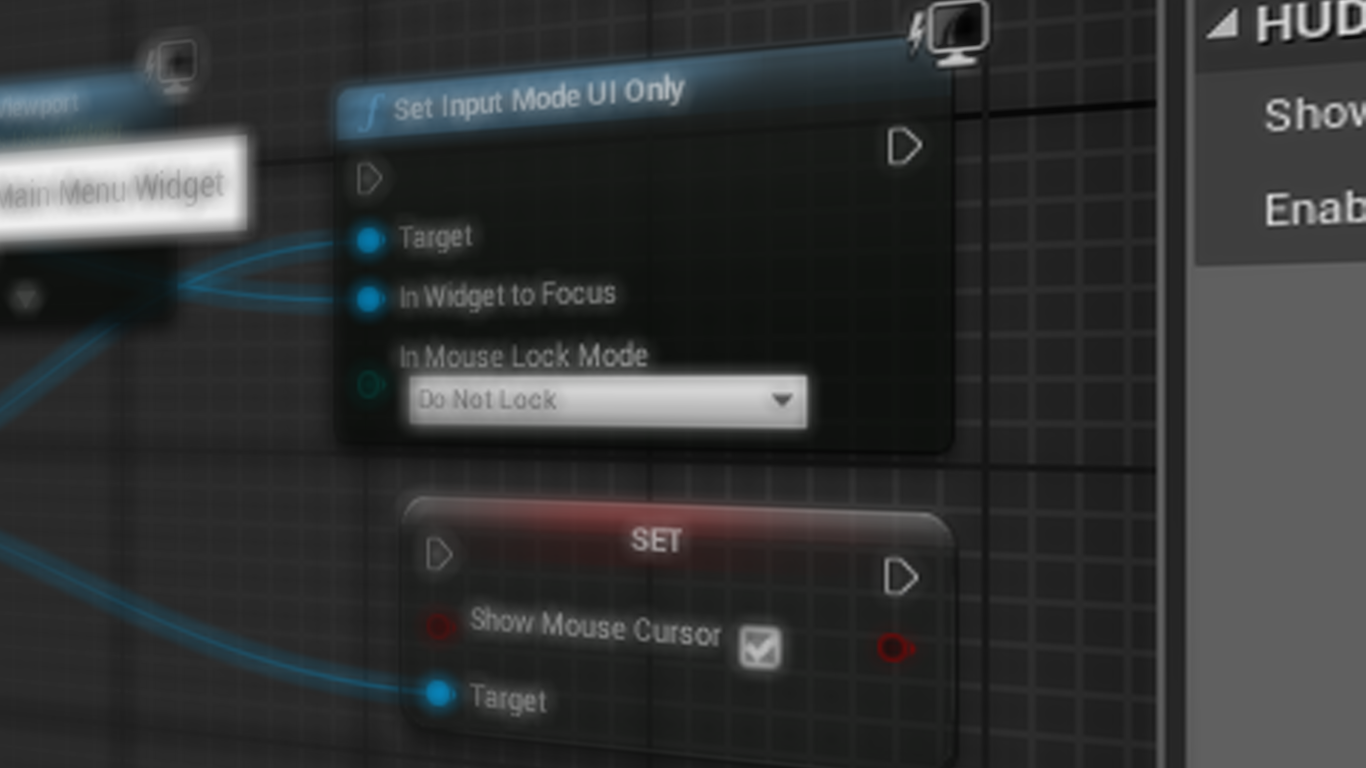 Viewport
Main Menu Widget
f Set Input Mode UI Only
Target
In Widget to Focus
In Mouse Lock Mode
Do Not Lock
SET
Show Mouse Cursor
Target
HUD
Show
Enab